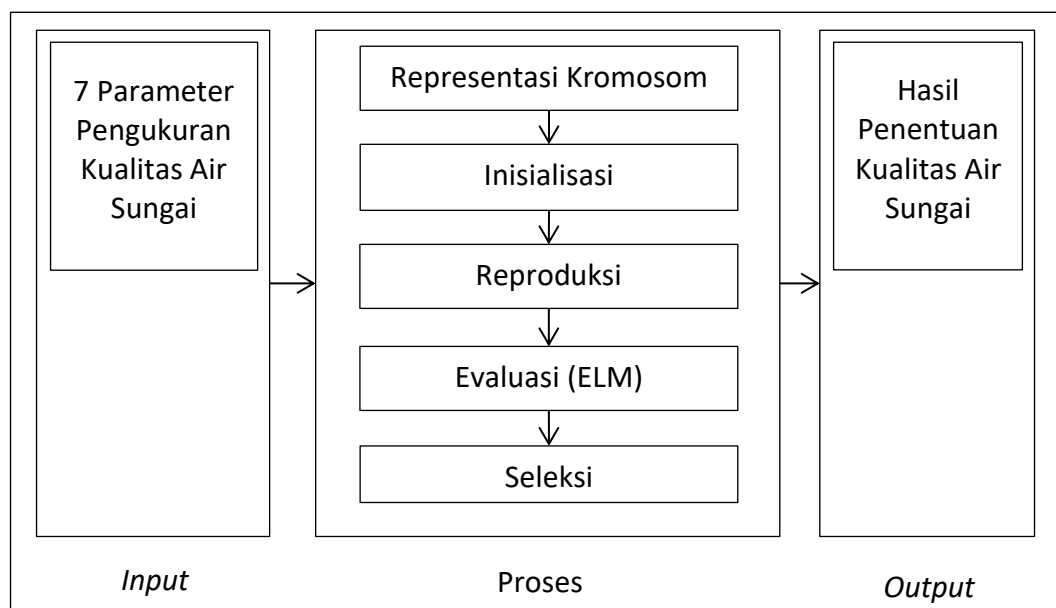 7 Parameter
Pengukuran
Kualitas Air
Sungai
Input
Representasi Kromosom
Inisialisasi
Reproduksi
Evaluasi (ELM)
Seleksi
Proses
Hasil
Penentuan
Kualitas Air
Sungai
Output